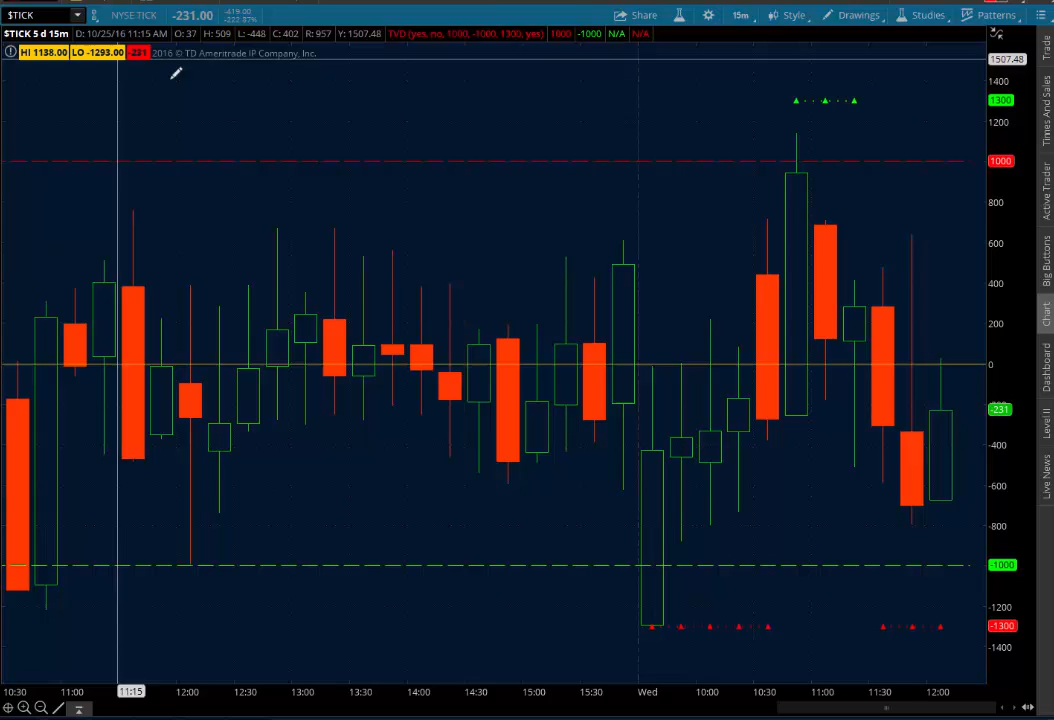 $TICK NYSE TICK -231.00 -419.00 -222.87% Share 15m Style Drawings Studies Patterns
$TICK 5 d 15m D: 10/25/16 11:15 AM O: 37 H: 509 L: -448 C: 402 R: 957 Y: 1507.48 TVD (yes, no, 1000, -1000, 1300, yes) 1000 -1000 N/A N/A
HI 1138.00 LO -1293.00 -231 2016 © TD Ameritrade IP Company, Inc.
1507.48
1400
1300
1200
1000
800
600
400
200
0
-231
-400
-600
-800
-1000
-1200
-1300
-1400
10:30 11:00 11:15 12:00 12:30 13:00 13:30 14:00 14:30 15:00 15:30 Wed 10:00 10:30 11:00 11:30 12:00
Trade
Times And Sales
Active Trader
Big Buttons
Chart
Dashboard
Level II
Live News